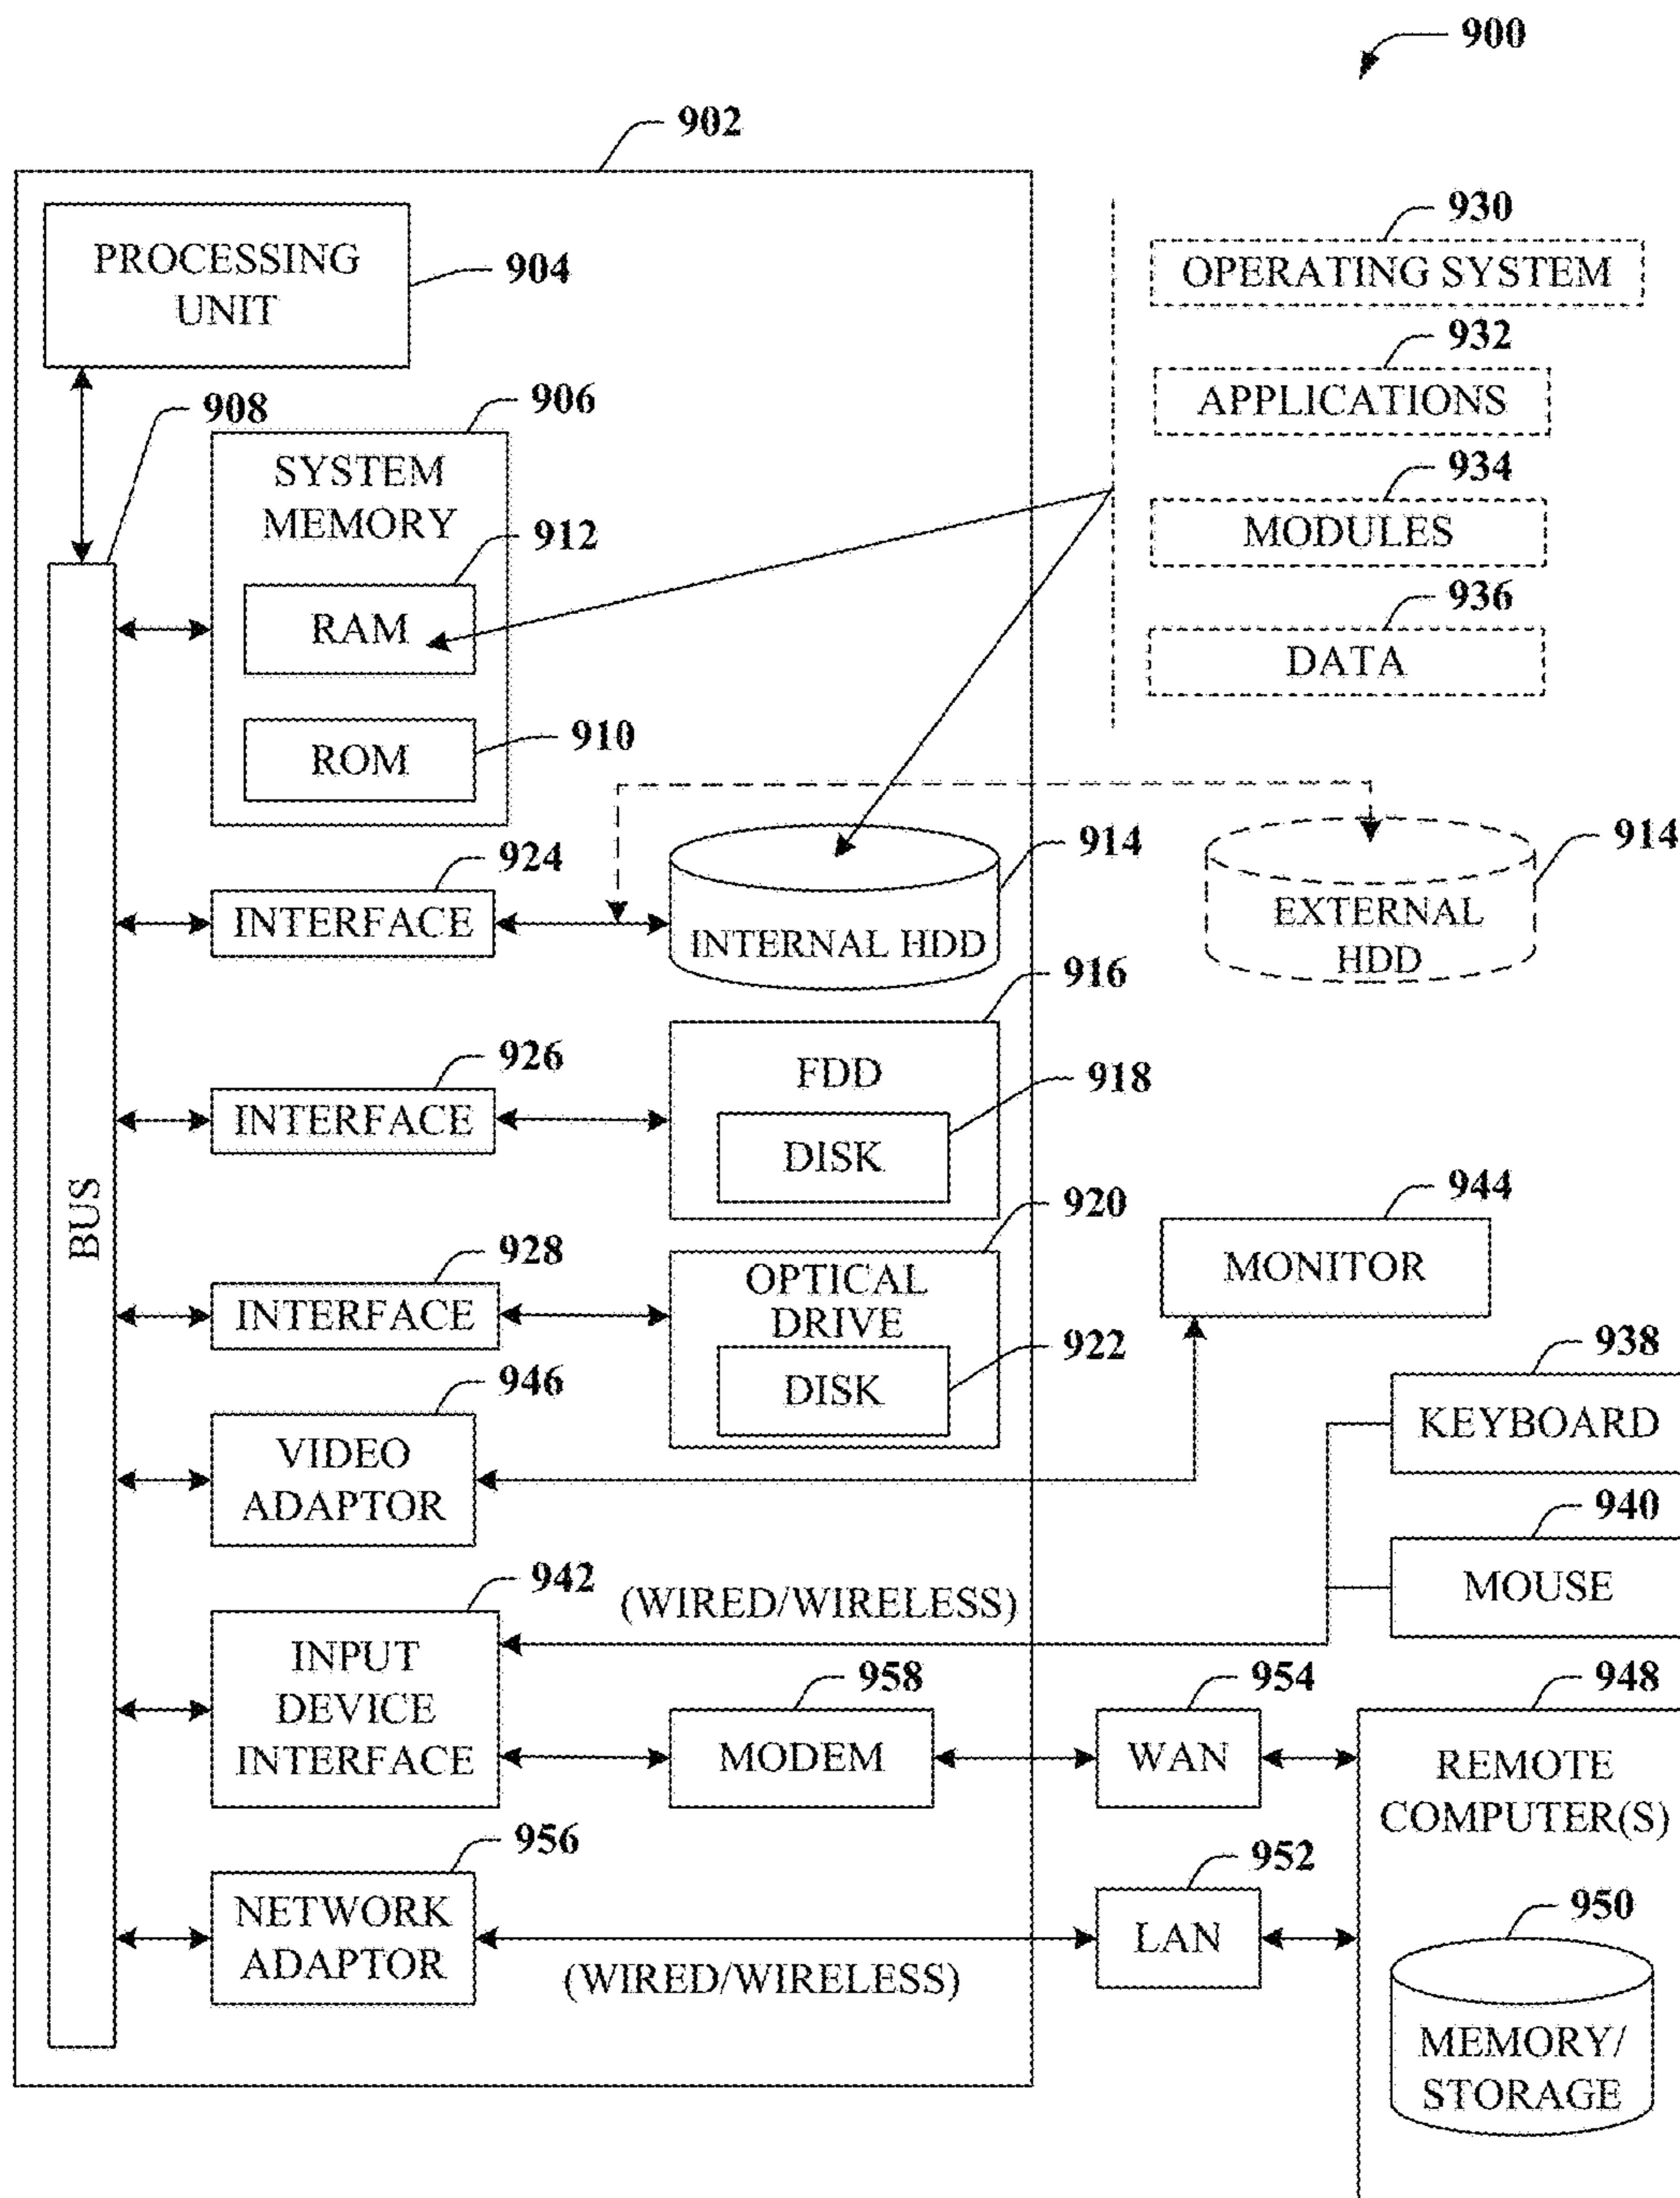 900
902
PROCESSING
UNIT
904
930
OPERATING SYSTEM
932
APPLICATIONS
934
MODULES
936
DATA
908
906
SYSTEM
MEMORY
912
RAM
ROM
910
924
INTERFACE
914
INTERNAL HDD
914
EXTERNAL
HDD
916
FDD
918
DISK
926
INTERFACE
BUS
920
OPTICAL
DRIVE
922
DISK
928
INTERFACE
944
MONITOR
946
VIDEO
ADAPTOR
938
KEYBOARD
940
MOUSE
942
INPUT
DEVICE
INTERFACE
(WIRED/WIRELESS)
958
MODEM
954
WAN
948
REMOTE
COMPUTER(S)
956
NETWORK
ADAPTOR
(WIRED/WIRELESS)
952
LAN
950
MEMORY/
STORAGE